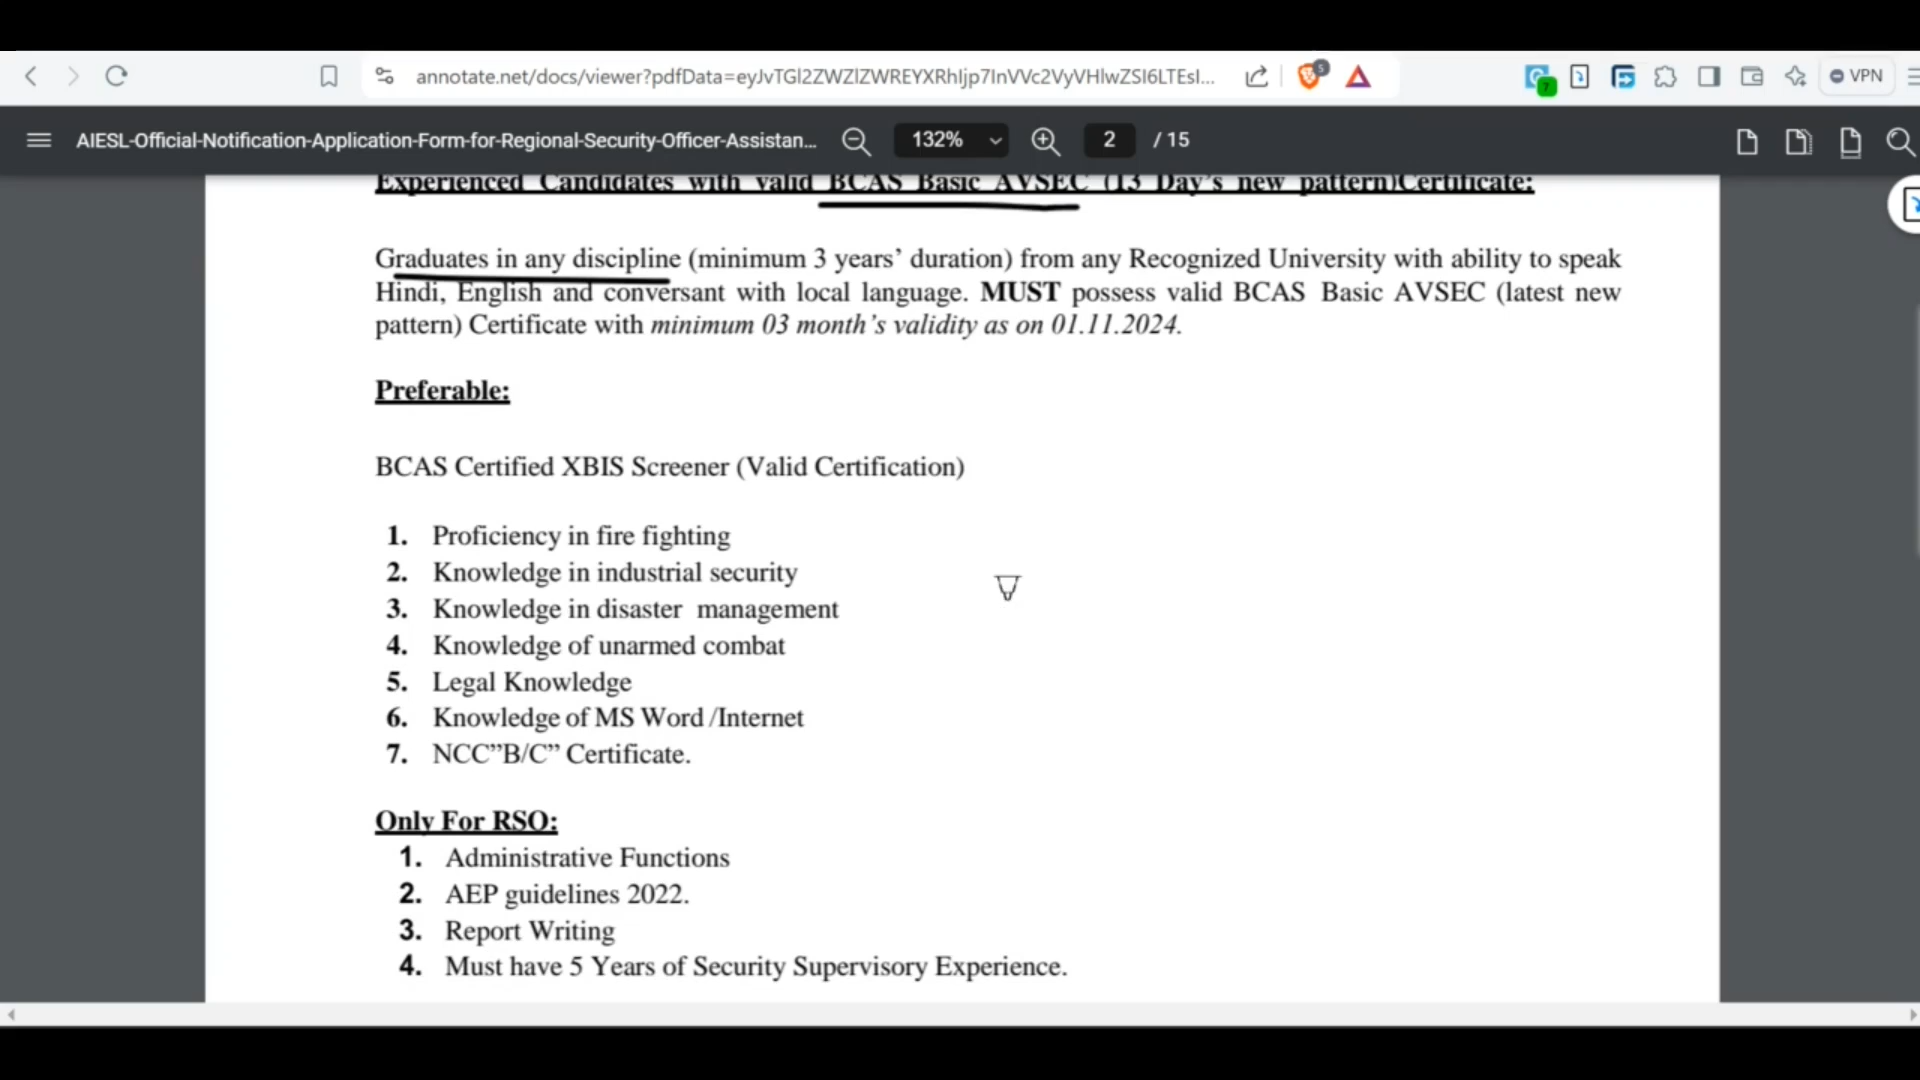 annotate.net/docs/viewer?pdfData=eyJvTGl2ZWZlZWREYXRhIjp7InVVc2VyVHlwZSI6LTEsI...
5
7
VPN
AIESL-Official-Notification-Application-Form-for-Regional-Security-Officer-Assistan...
132%
2 / 15
Experienced Candidates with valid BCAS Basic AVSEC (13 Day's new pattern)Certificate:
Graduates in any discipline (minimum 3 years’ duration) from any Recognized University with ability to speak
Hindi, English and conversant with local language. MUST possess valid BCAS Basic AVSEC (latest new
pattern) Certificate with minimum 03 month’s validity as on 01.11.2024.
Preferable:
BCAS Certified XBIS Screener (Valid Certification)
1. Proficiency in fire fighting
2. Knowledge in industrial security
3. Knowledge in disaster management
4. Knowledge of unarmed combat
5. Legal Knowledge
6. Knowledge of MS Word /Internet
7. NCC”B/C” Certificate.
Only For RSO:
1. Administrative Functions
2. AEP guidelines 2022.
3. Report Writing
4. Must have 5 Years of Security Supervisory Experience.